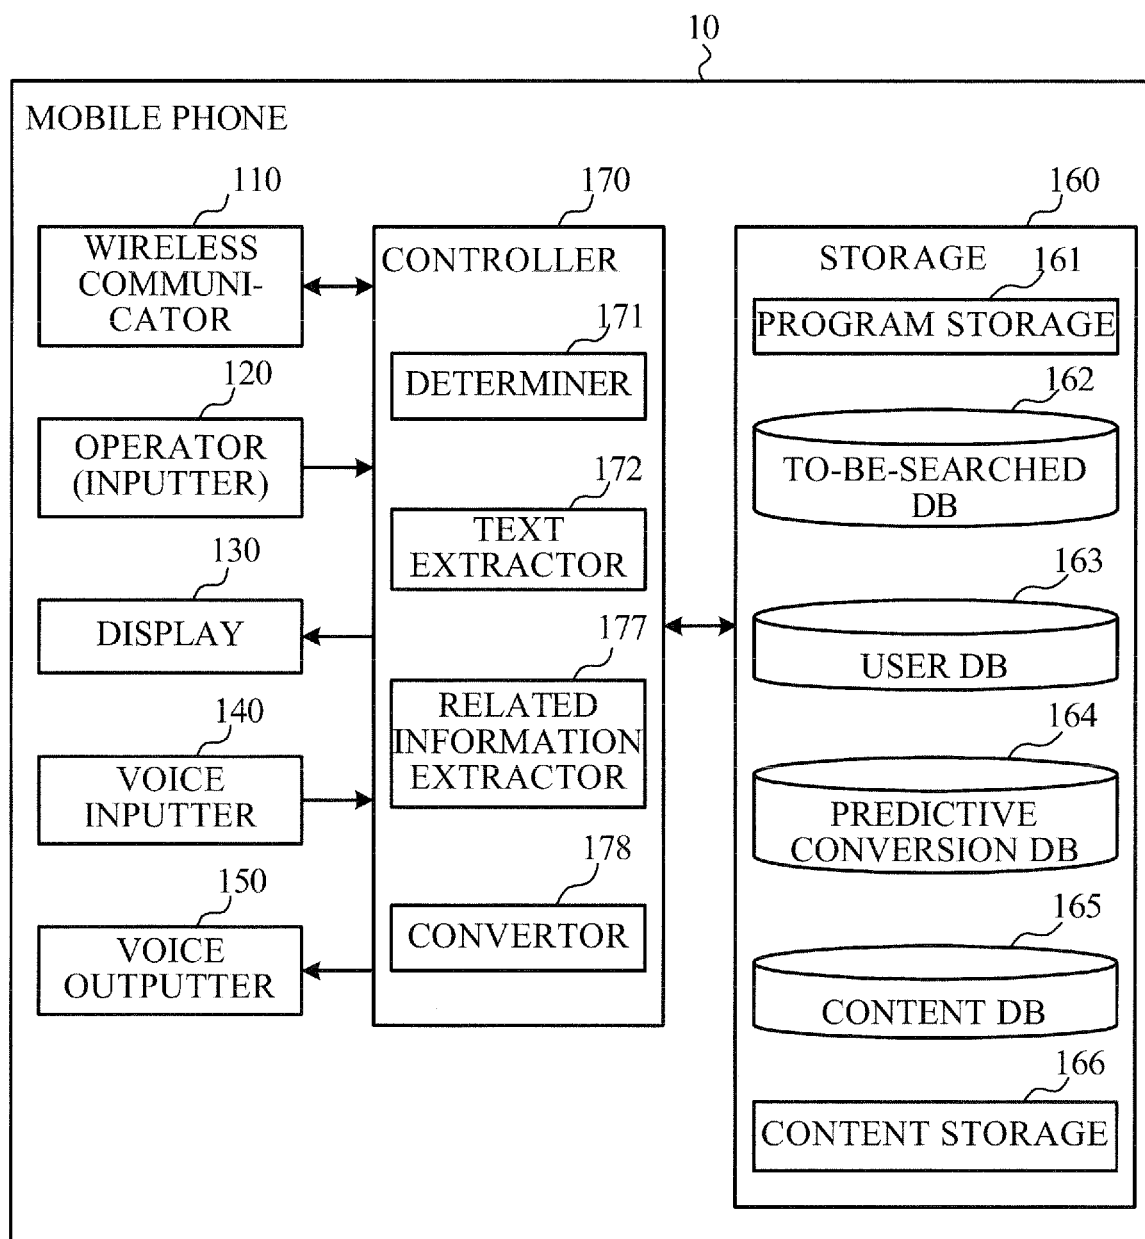 10
MOBILE PHONE
110
WIRELESS
COMMUNI-
CATOR
120
OPERATOR
(INPUTTER)
130
DISPLAY
140
VOICE
INPUTTER
150
VOICE
OUTPUTTER
170
CONTROLLER
171
DETERMINER
172
TEXT
EXTRACTOR
177
RELATED
INFORMATION
EXTRACTOR
178
CONVERTOR
160
STORAGE
161
PROGRAM STORAGE
162
TO-BE-SEARCHED
DB
163
USER DB
164
PREDICTIVE
CONVERSION DB
165
CONTENT DB
166
CONTENT STORAGE